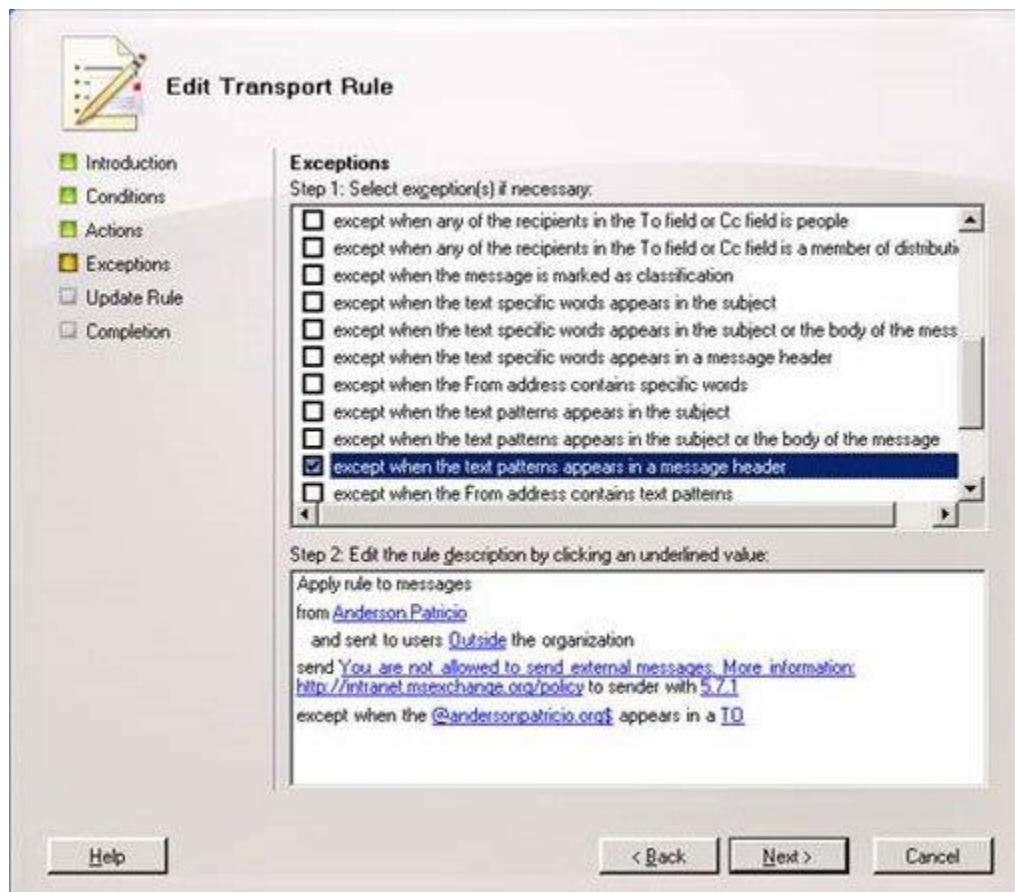 Edit Transport Rule
Introduction
Conditions
Actions
Exceptions
Update Rule
Completion
Exceptions
Step 1: Select exception(s) if necessary:
except when any of the recipients in the To field or Cc field is people
except when any of the recipients in the To field or Cc field is a member of distributi
except when the message is marked as classification
except when the text specific words appears in the subject
except when the text specific words appears in the subject or the body of the mess
except when the text specific words appears in a message header
except when the From address contains specific words
except when the text patterns appears in the subject
except when the text patterns appears in the subject or the body of the message
except when the text patterns appears in a message header
except when the From address contains text patterns
Step 2: Edit the rule description by clicking an underlined value:
Apply rule to messages
from Anderson.Patricio
and sent to users Outside the organization
send You are not allowed to send external messages. More information:
http://intranet.msexchange.org/policy to sender with 5.7.1
except when the @andersonpatricio.org$ appears in a TO
Help
< Back
Next >
Cancel